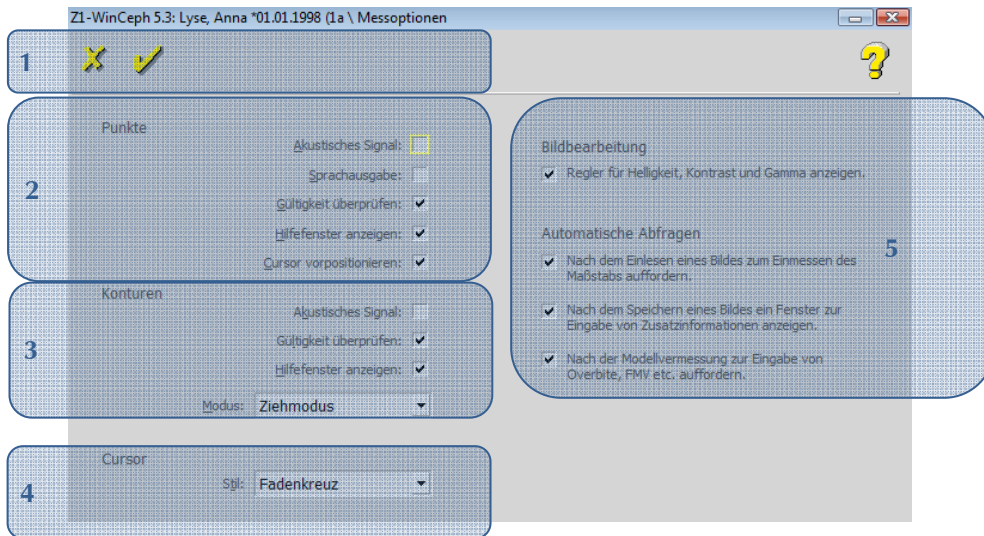 Z1-WinCeph 5.3: Lyse, Anna *01.01.1998 (1a \ Messoptionen
1
?
2
Punkte
Akustisches Signal:
Sprachausgabe:
Gültigkeit überprüfen:
Hilfefenster anzeigen:
Cursor vorpositionieren:
3
Konturen
Akustisches Signal:
Gültigkeit überprüfen:
Hilfefenster anzeigen:
Modus: Ziehmodus
4
Cursor
Stil: Fadenkreuz
5
Bildbearbeitung
Regler für Helligkeit, Kontrast und Gamma anzeigen.
Automatische Abfragen
Nach dem Einlesen eines Bildes zum Einmessen des
Maßstabs auffordern.
Nach dem Speichern eines Bildes ein Fenster zur
Eingabe von Zusatzinformationen anzeigen.
Nach der Modellvermessung zur Eingabe von
Overbite, FMV etc. auffordern.